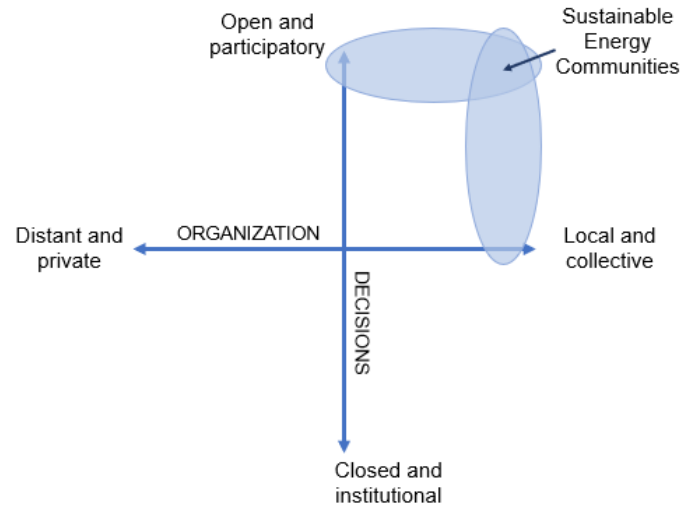 Open and
participatory
Sustainable
Energy
Communities
ORGANIZATION
Distant and
private
Local and
collective
DECISIONS
Closed and
institutional